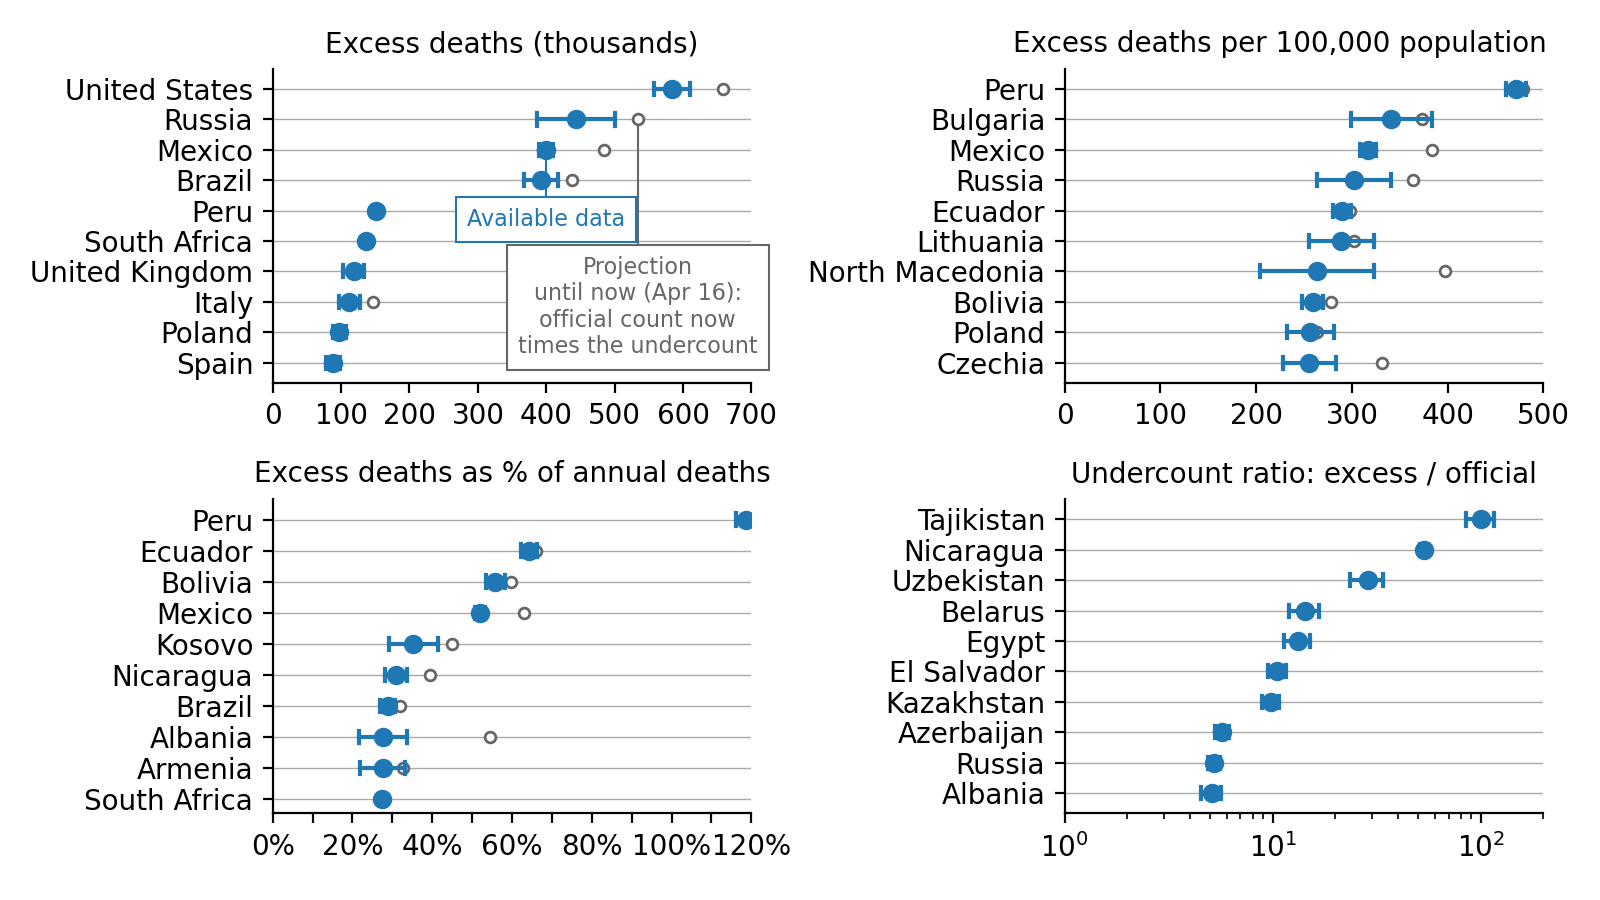 Excess deaths (thousands)
United States
Russia
Mexico
Brazil
Peru
South Africa
United Kingdom
Italy
Poland
Spain
Available data
Projection
until now (Apr 16):
official count now
times the undercount
0 100 200 300 400 500 600 700
Excess deaths per 100,000 population
Peru
Bulgaria
Mexico
Russia
Ecuador
Lithuania
North Macedonia
Bolivia
Poland
Czechia
0 100 200 300 400 500
Excess deaths as % of annual deaths
Peru
Ecuador
Bolivia
Mexico
Kosovo
Nicaragua
Brazil
Albania
Armenia
South Africa
0% 20% 40% 60% 80% 100% 120%
Undercount ratio: excess / official
Tajikistan
Nicaragua
Uzbekistan
Belarus
Egypt
El Salvador
Kazakhstan
Azerbaijan
Russia
Albania
10⁰ 10¹ 10²